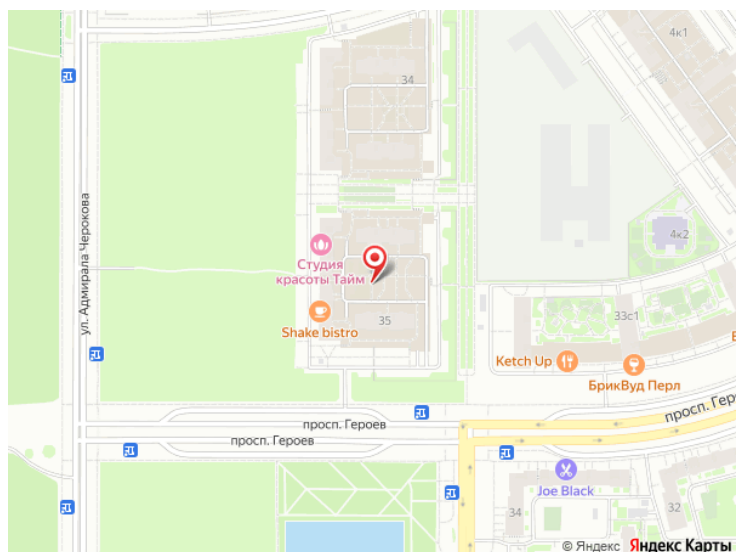 4к1
34
ул. Адмирала Черокова
4к2
Студия
красоты Тайм
33с1
35
Shake bistro
Ketch Up
БрикВуд Перл
просп. Героев
просп. Героев
просп. Геро
Joe Black
34
32
© Яндекс Яндекс Карты